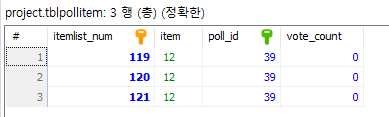 project.tblpollitem: 3 행 (총) (정확한)
# itemlist_num item poll_id vote_count
1 119 12 39 0
2 120 12 39 0
3 121 12 39 0